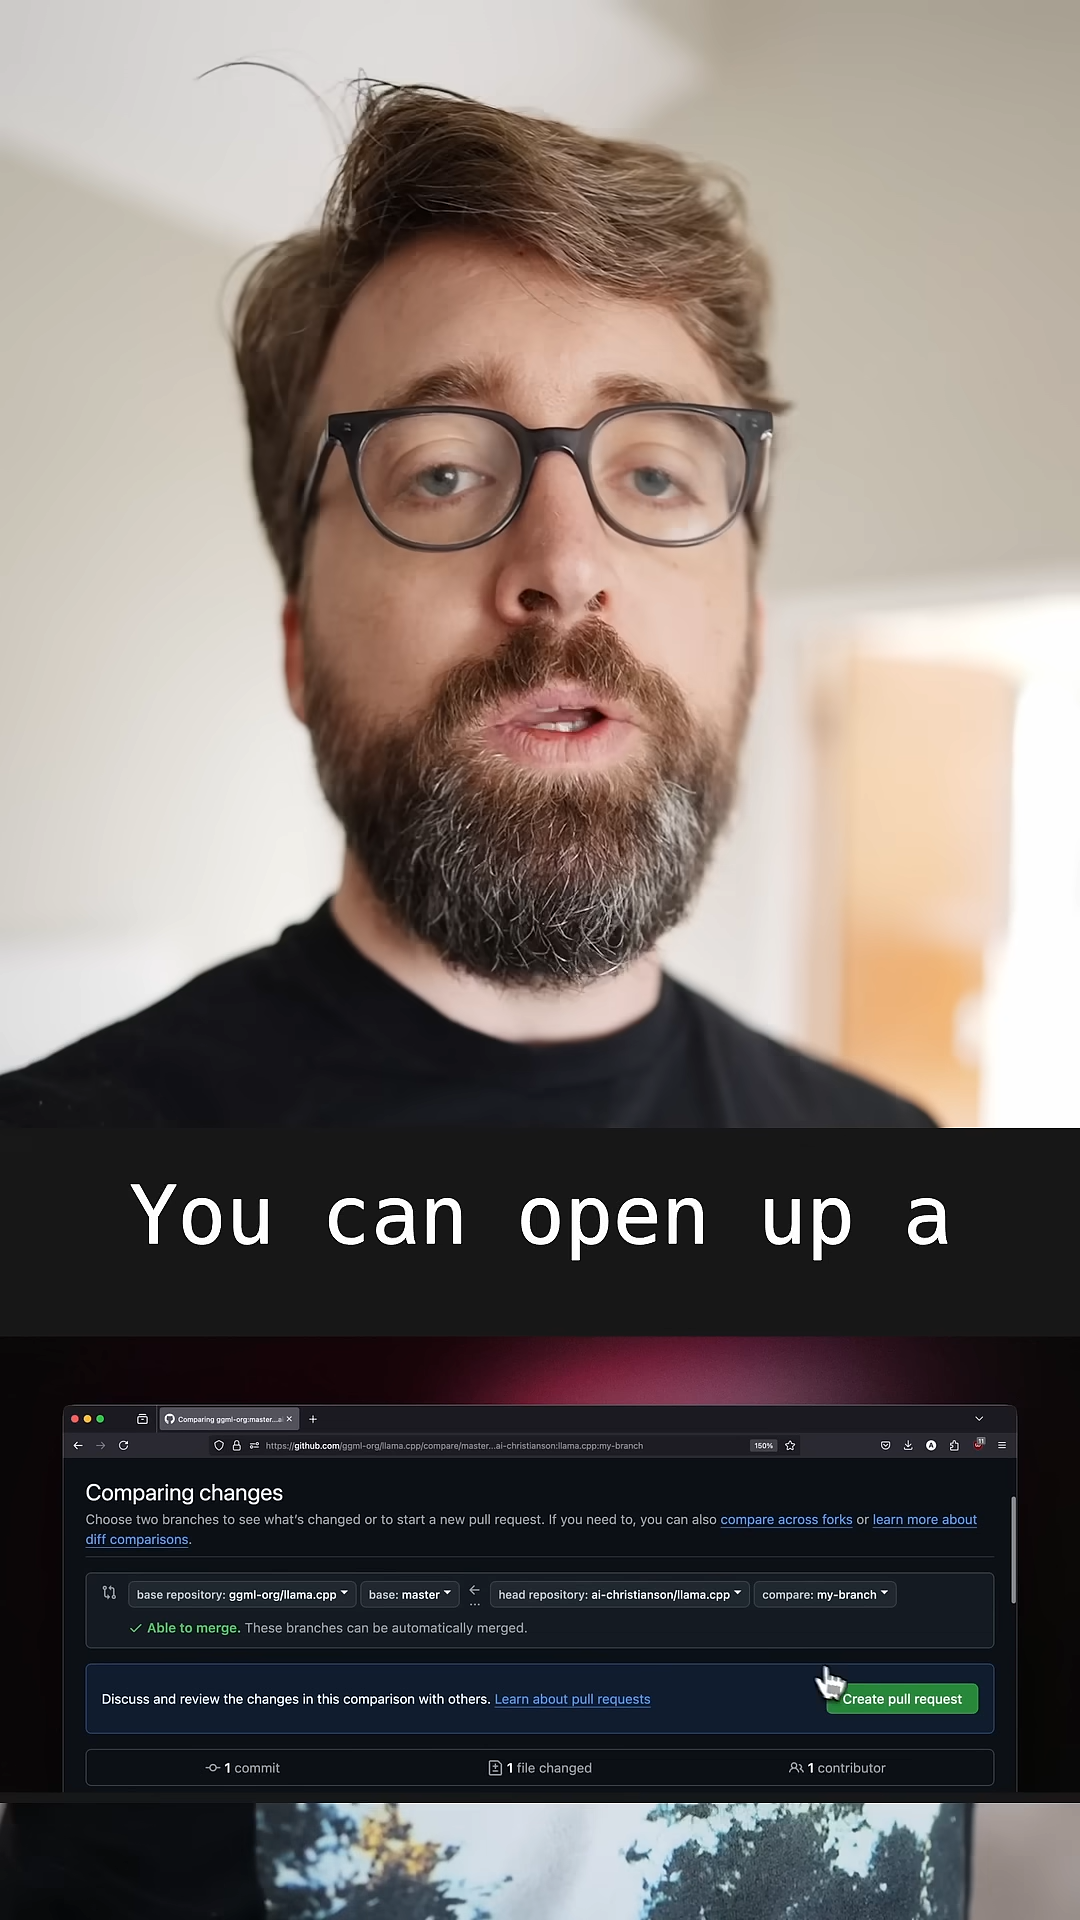 You can open up a
Comparing ggml-org:master...ai
https://github.com/ggml-org/llama.cpp/compare/master...ai-christianson:llama.cpp:my-branch
150%
11
Comparing changes
Choose two branches to see what's changed or to start a new pull request. If you need to, you can also compare across forks or learn more about
diff comparisons.
base repository: ggml-org/llama.cpp base: master ... head repository: ai-christianson/llama.cpp compare: my-branch
Able to merge. These branches can be automatically merged.
Discuss and review the changes in this comparison with others. Learn about pull requests Create pull request
1 commit 1 file changed 1 contributor